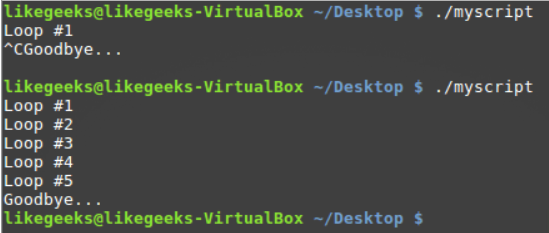 likegeeks@likegeeks-VirtualBox ~/Desktop $ ./myscript
Loop #1
^CGoodbye...
likegeeks@likegeeks-VirtualBox ~/Desktop $ ./myscript
Loop #1
Loop #2
Loop #3
Loop #4
Loop #5
Goodbye...
likegeeks@likegeeks-VirtualBox ~/Desktop $